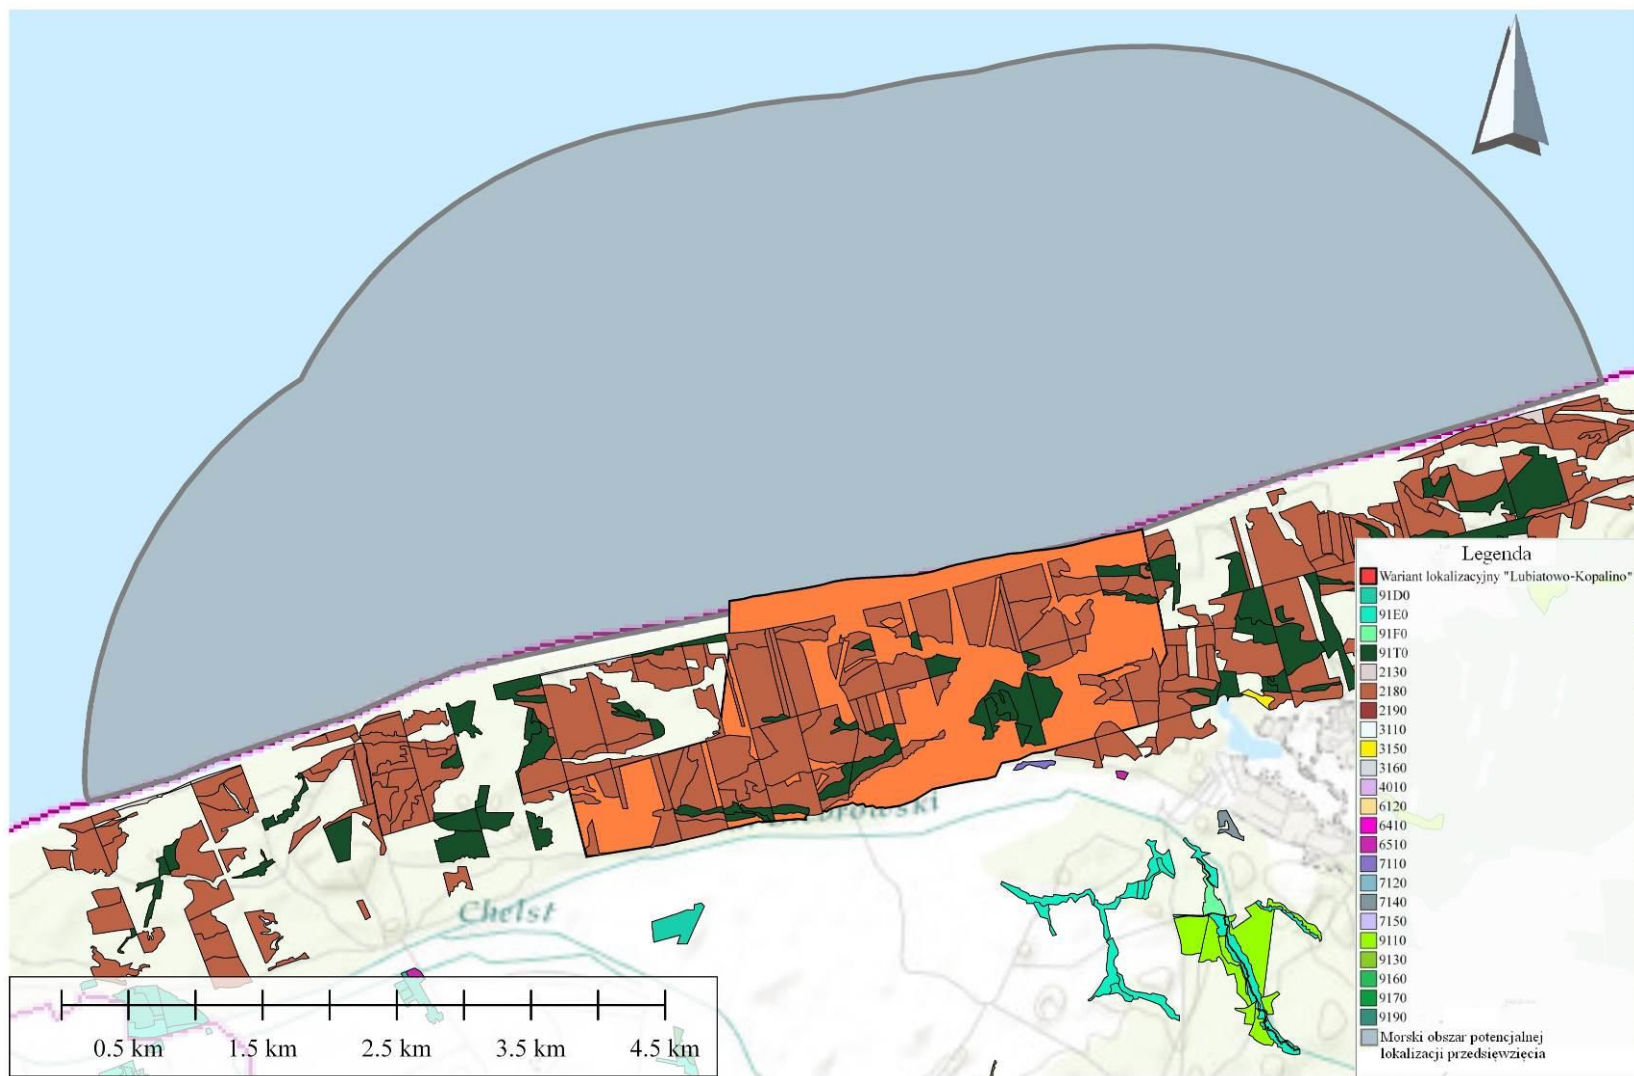 Legenda
Wariant lokalizacyjny "Lubiatowo-Kopalino"
91D0
91E0
91F0
91T0
2130
2180
2190
3110
3150
3160
4010
6120
6410
6510
7110
7120
7140
7150
9110
9130
9160
9170
9190
Morski obszar potencjalnej
lokalizacji przedsięwzięcia
Chełst
0.5 km 1.5 km 2.5 km 3.5 km 4.5 km